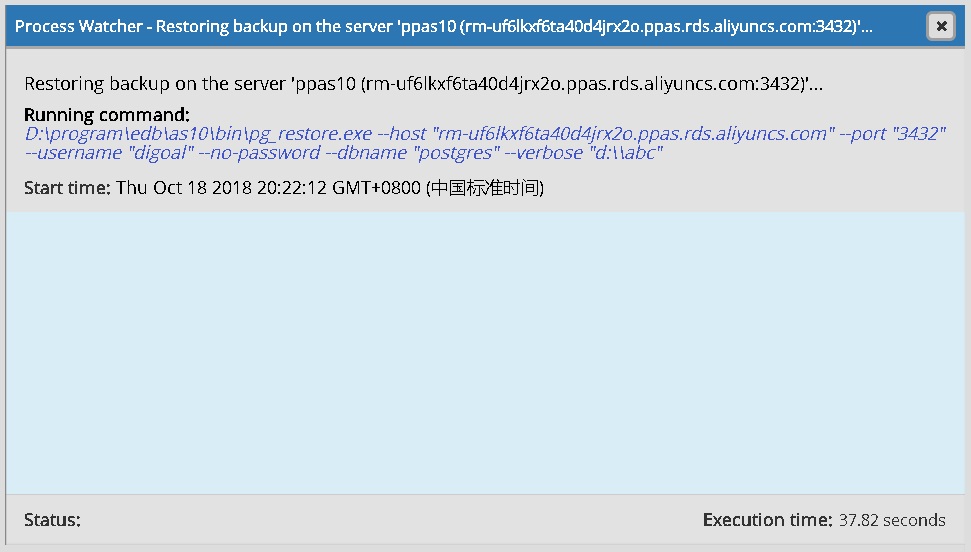 Process Watcher - Restoring backup on the server 'ppas10 (rm-uf6lkxf6ta40d4jrx2o.ppas.rds.aliyuncs.com:3432)'...
Restoring backup on the server 'ppas10 (rm-uf6lkxf6ta40d4jrx2o.ppas.rds.aliyuncs.com:3432)'...
Running command:
D:\program\edb\as10\bin\pg_restore.exe --host "rm-uf6lkxf6ta40d4jrx2o.ppas.rds.aliyuncs.com" --port "3432"
--username "digoal" --no-password --dbname "postgres" --verbose "d:\\abc"
Start time: Thu Oct 18 2018 20:22:12 GMT+0800 (中国标准时间)
Status: Execution time: 37.82 seconds